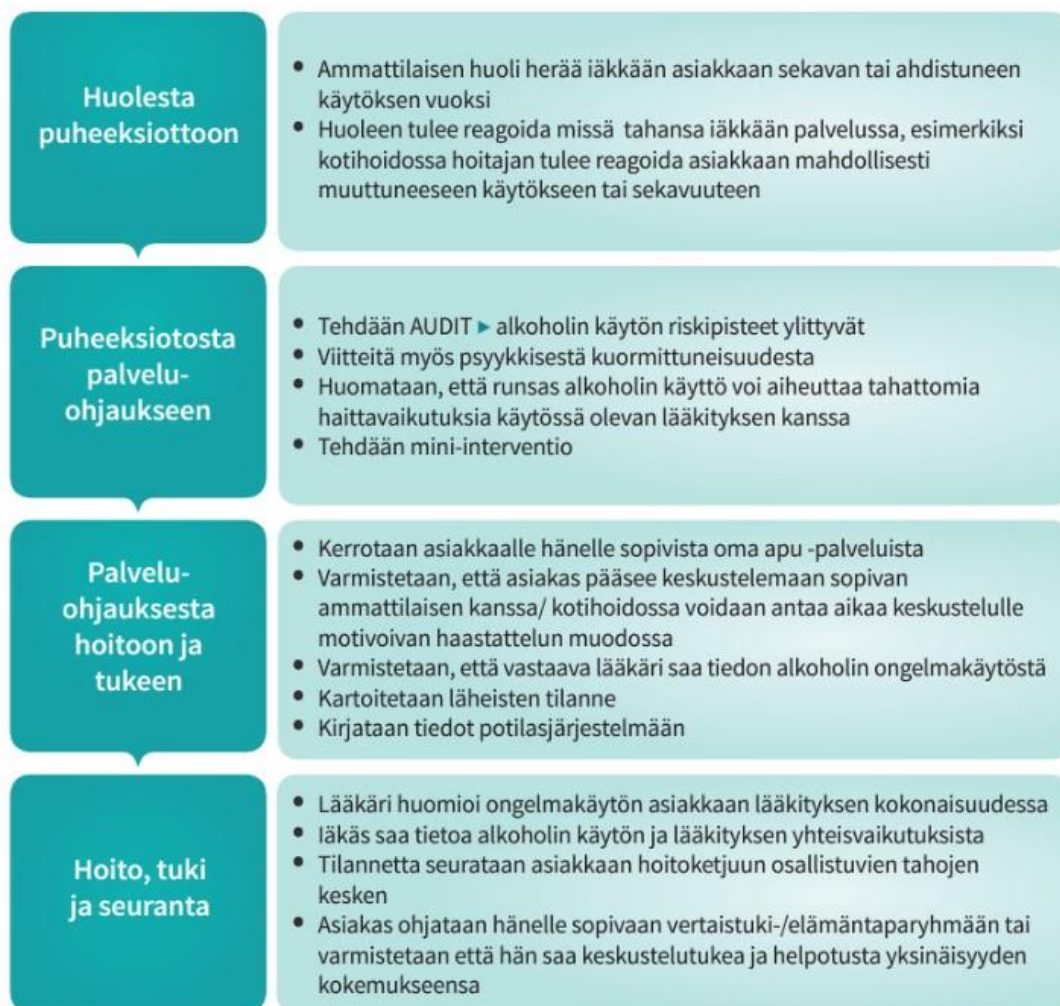 Huolesta
puheeksiottoon
• Ammattilaisen huoli herää iäkkään asiakkaan sekavan tai ahdistuneen
käytöksen vuoksi
• Huoleen tulee reagoida missä tahansa iäkkään palvelussa, esimerkiksi
kotihoidossa hoitajan tulee reagoida asiakkaan mahdollisesti
muuttuneeseen käytökseen tai sekavuuteen
Puheeksiotosta
palvelu-
ohjaukseen
• Tehdään AUDIT ▸ alkoholin käytön riskipisteet ylittyvät
• Viitteitä myös psyykkisestä kuormittuneisuudesta
• Huomataan, että runsas alkoholin käyttö voi aiheuttaa tahattomia
haittavaikutuksia käytössä olevan lääkityksen kanssa
• Tehdään mini-interventio
Palvelu-
ohjauksesta
hoitoon ja
tukeen
• Kerrotaan asiakkaalle hänelle sopivista oma apu -palveluista
• Varmistetaan, että asiakas pääsee keskustelemaan sopivan
ammattilaisen kanssa/ kotihoidossa voidaan antaa aikaa keskustelulle
motivoivan haastattelun muodossa
• Varmistetaan, että vastaava lääkäri saa tiedon alkoholin ongelmakäytöstä
• Kartoitetaan läheisten tilanne
• Kirjataan tiedot potilasjärjestelmään
Hoito, tuki
ja seuranta
• Lääkäri huomioi ongelmakäytön asiakkaan lääkityksen kokonaisuudessa
• Iäkäs saa tietoa alkoholin käytön ja lääkityksen yhteisvaikutuksista
• Tilannetta seurataan asiakkaan hoitoketjuun osallistuvien tahojen
kesken
• Asiakas ohjataan hänelle sopivaan vertaistuki-/elämäntaparyhmään tai
varmistetaan että hän saa keskustelutukea ja helpotusta yksinäisyyden
kokemukseensa